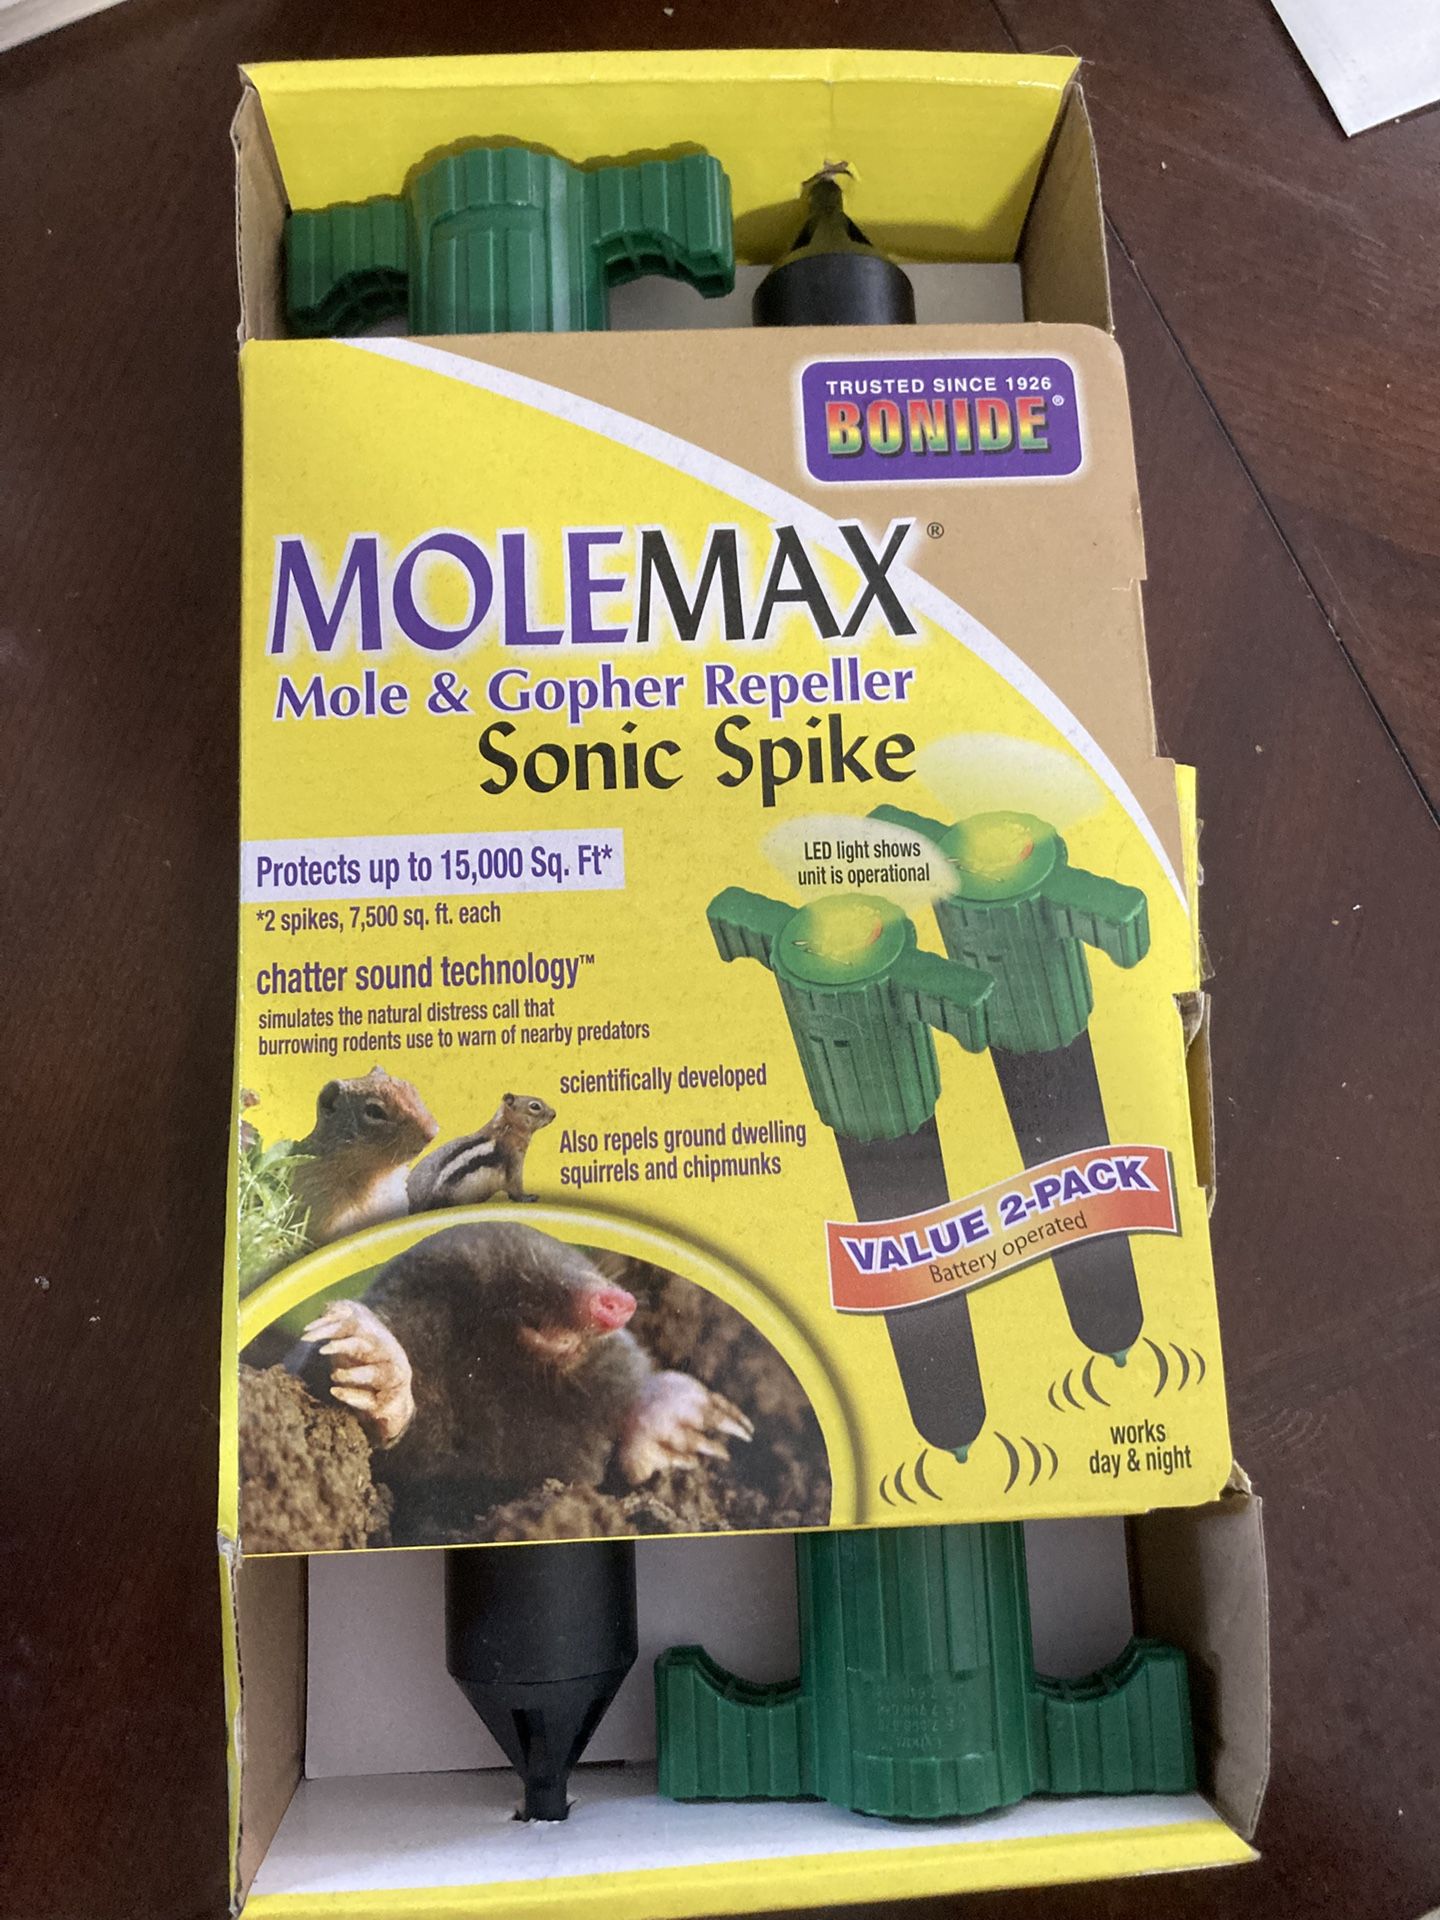 TRUSTED SINCE 1926
BONIDE®
MOLEMAX®
Mole & Gopher Repeller
Sonic Spike
Protects up to 15,000 Sq. Ft*
*2 spikes, 7,500 sq. ft. each
LED light shows
unit is operational
chatter sound technology™
simulates the natural distress call that
burrowing rodents use to warn of nearby predators
scientifically developed
Also repels ground dwelling
squirrels and chipmunks
VALUE 2-PACK
Battery operated
works
day & night